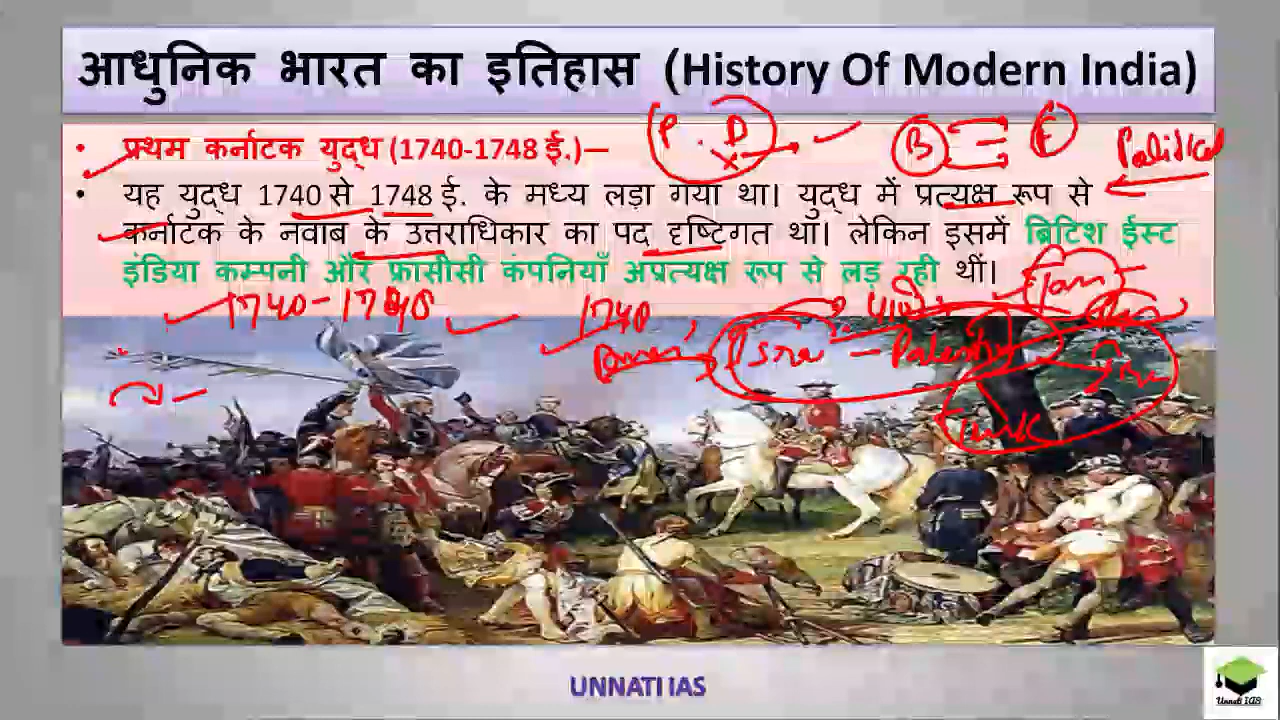 आधुनिक भारत का इतिहास (History Of Modern India)
• प्रथम कर्नाटक युद्ध (1740-1748 ई.)—
P. D
B
F
Political
• यह युद्ध 1740 से 1748 ई. के मध्य लड़ा गया था। युद्ध में प्रत्यक्ष रूप से
कर्नाटक के नवाब के उत्तराधिकार का पद दृष्टिगत था। लेकिन इसमें ब्रिटिश ईस्ट
इंडिया कम्पनी और फ्रांसीसी कंपनियाँ अप्रत्यक्ष रूप से लड़ रही थीं।
1740
UNNATI IAS
Unnati IAS